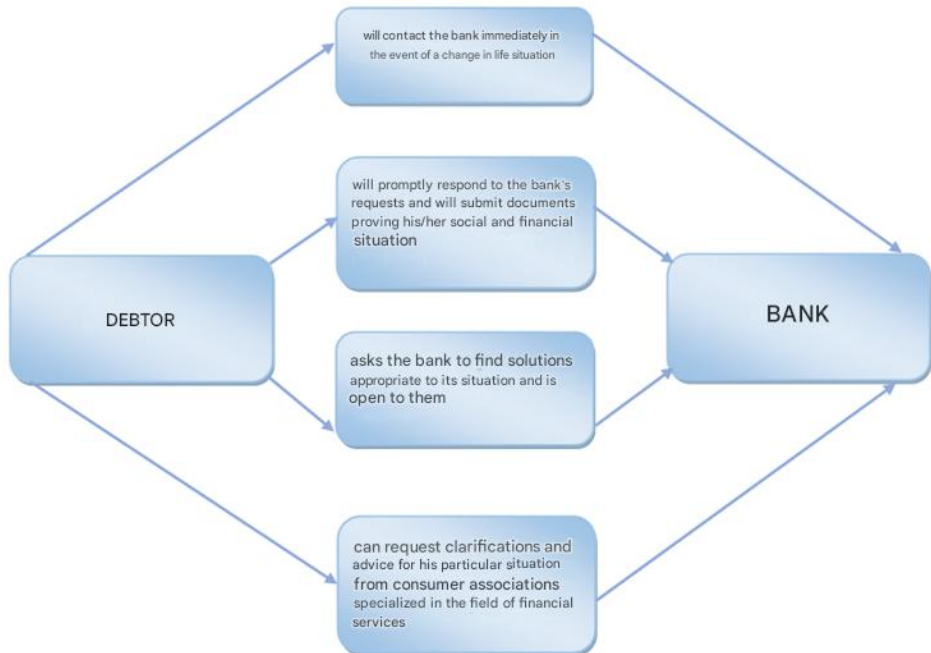 will contact the bank immediately in
the event of a change in life situation
will promptly respond to the bank's
requests and will submit documents
proving his/her social and financial
situation
DEBTOR
BANK
asks the bank to find solutions
appropriate to its situation and is
open to them
can request clarifications and
advice for his particular situation
from consumer associations
specialized in the field of financial
services